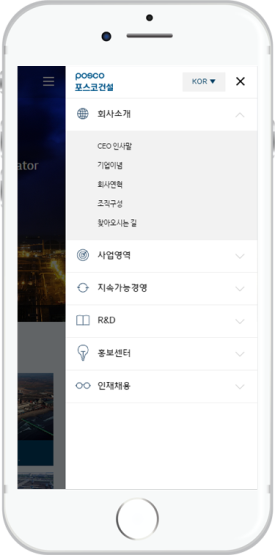 posco
포스코건설
KOR
회사소개
CEO 인사말
기업이념
회사연혁
조직구성
찾아오시는 길
사업영역
지속가능경영
R&D
홍보센터
인재채용
ator